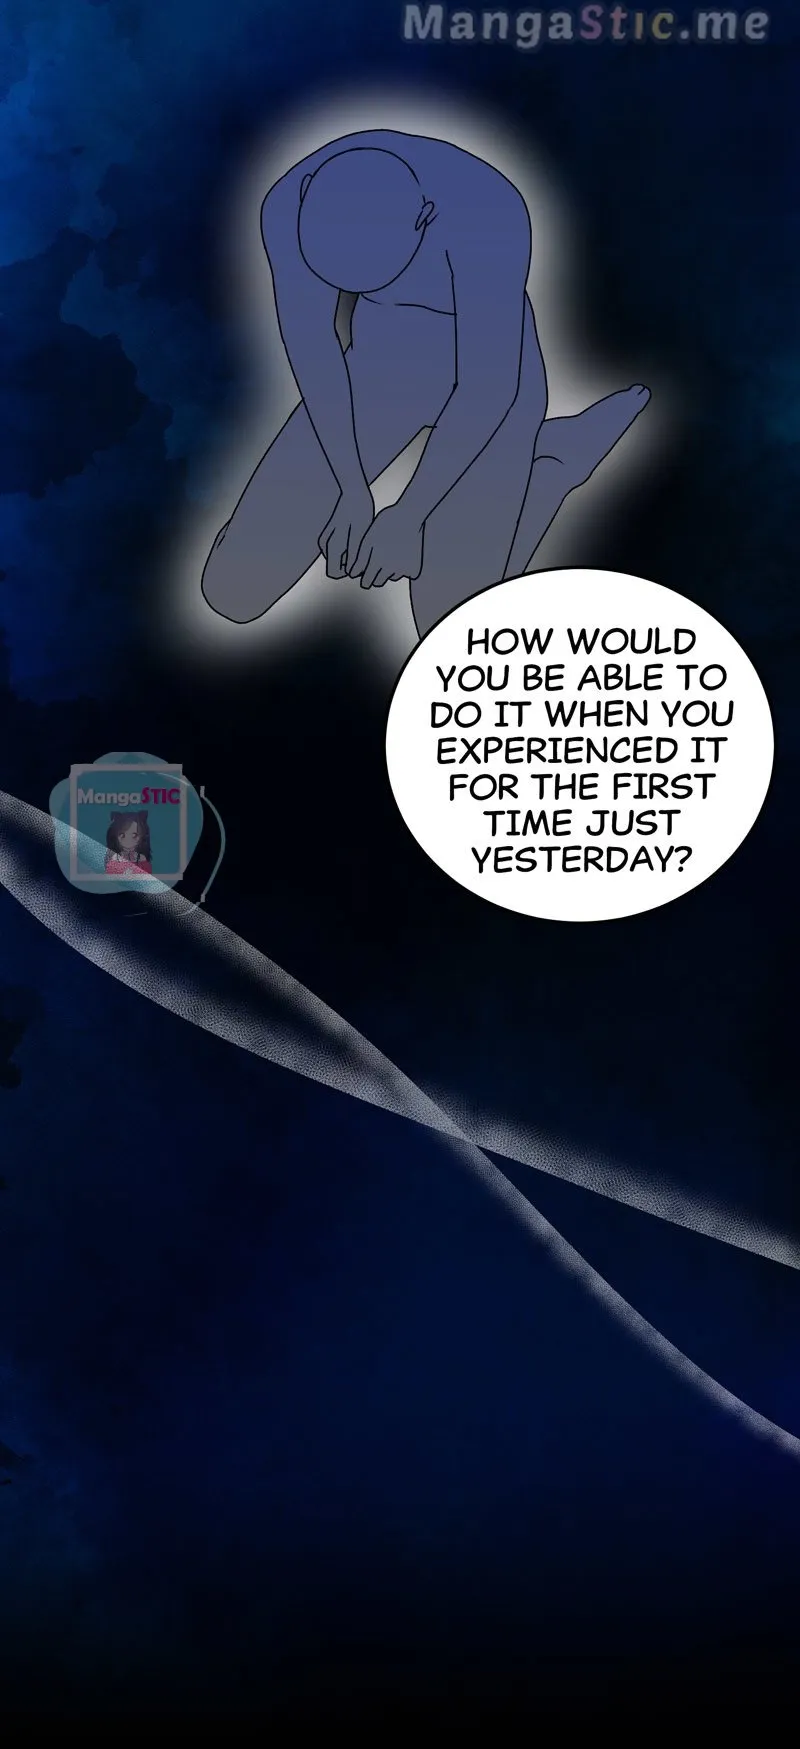 MangaStic.me
HOW WOULD
YOU BE ABLE TO
DO IT WHEN YOU
EXPERIENCED IT
FOR THE FIRST
TIME JUST
YESTERDAY?
MangaSTIC